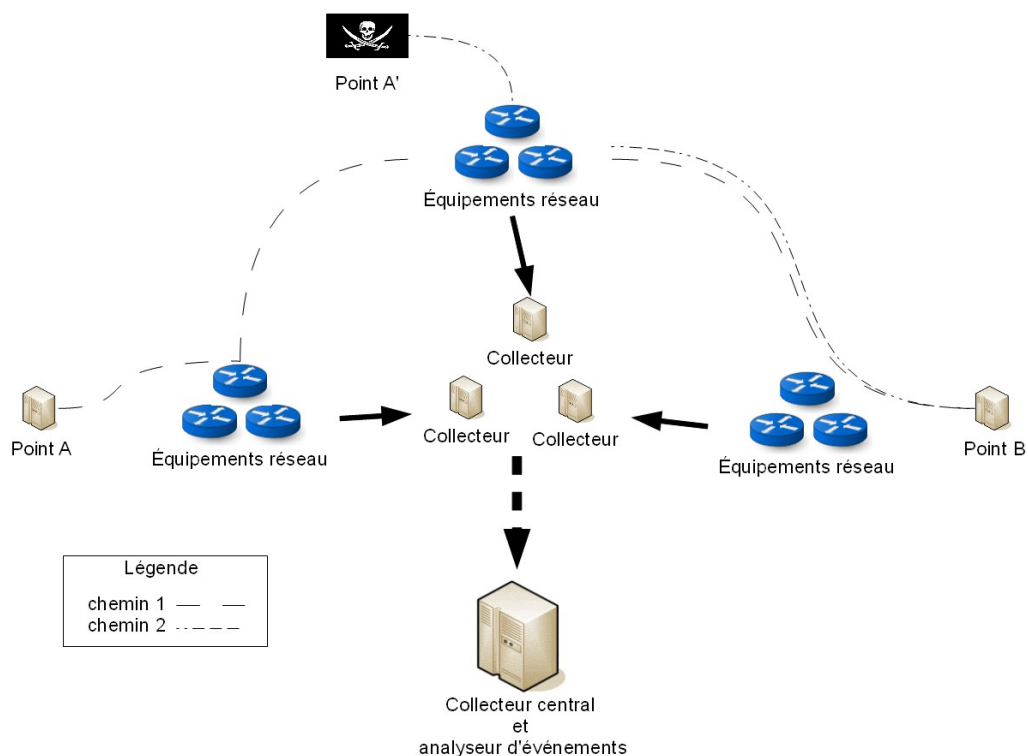 Point A'
Équipements réseau
Collecteur
Collecteur
Collecteur
Point A
Équipements réseau
Équipements réseau
Point B
Légende
chemin 1
chemin 2
Collecteur central
et
analyseur d'événements